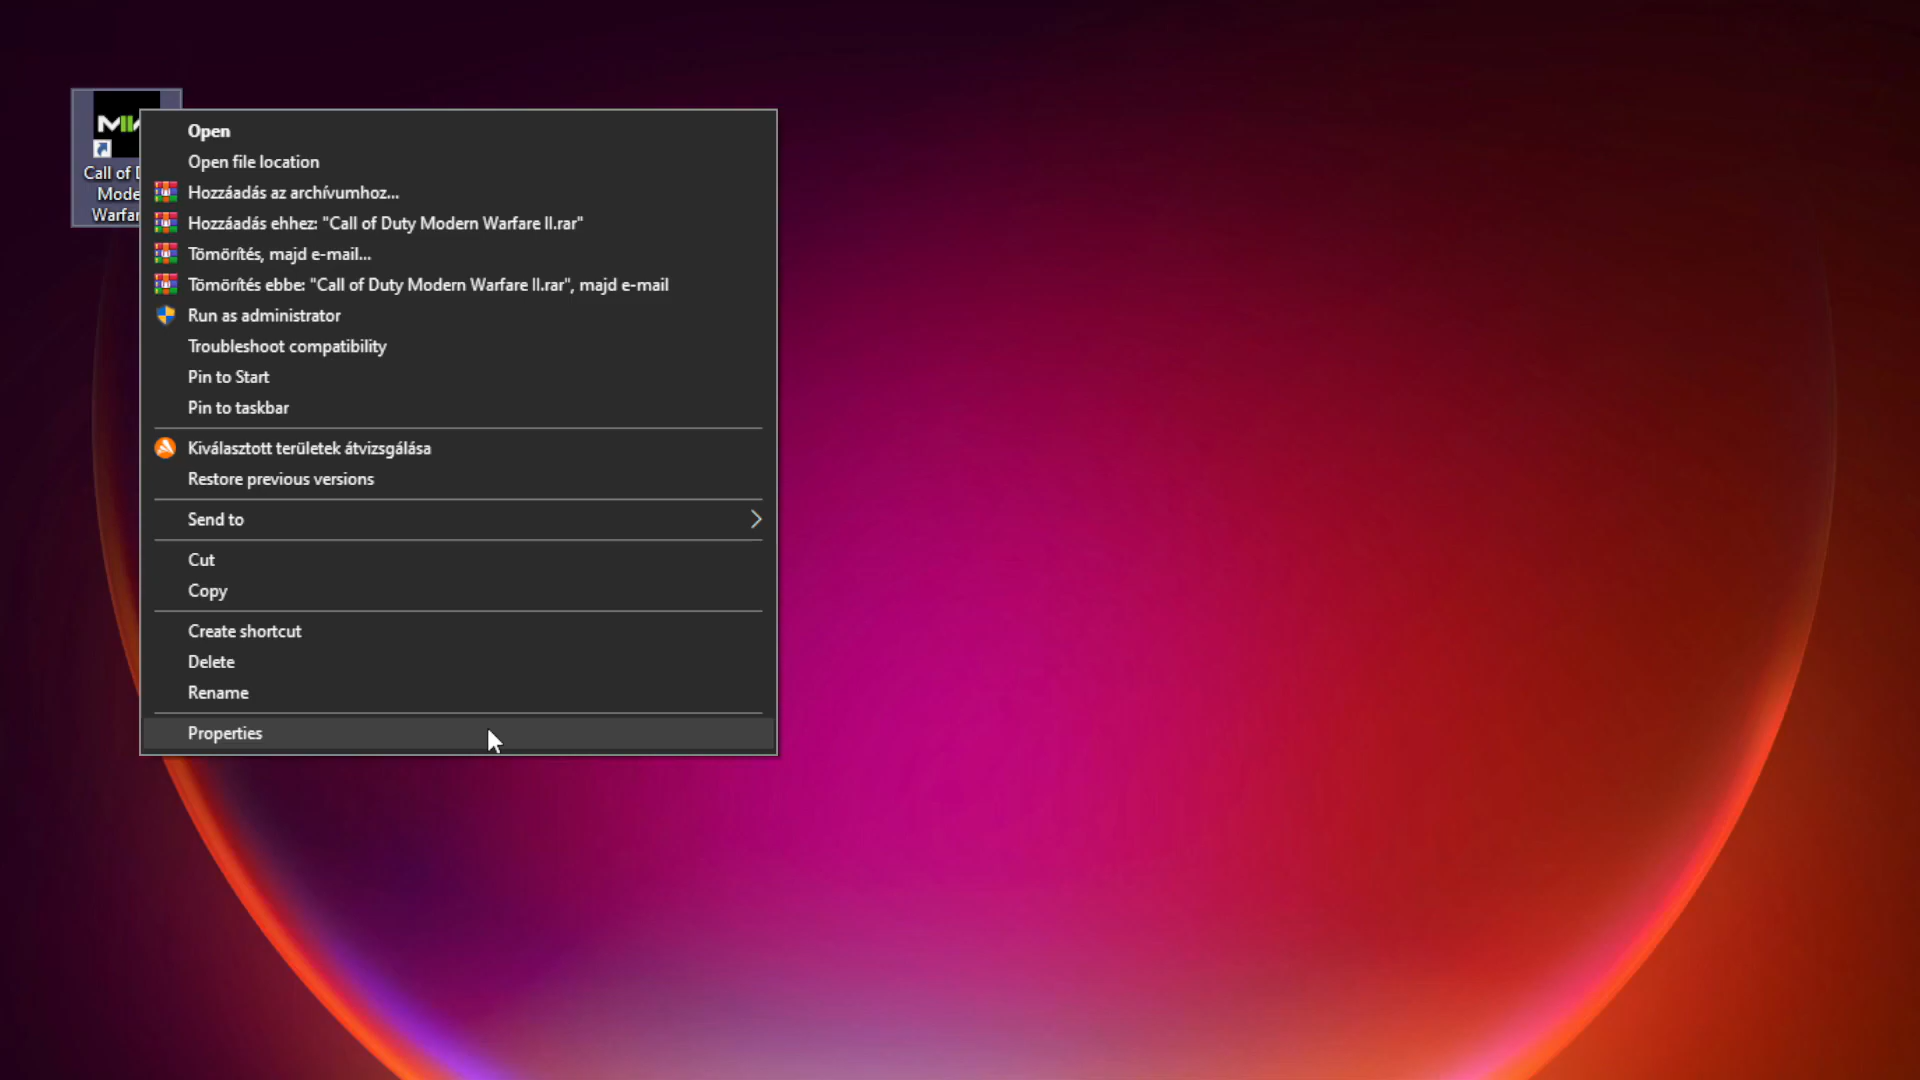 Call of
Mode
Warfar
Open
Open file location
Hozzáadás az archívumhoz...
Hozzáadás ehhez: "Call of Duty Modern Warfare II.rar"
Tömörítés, majd e-mail...
Tömörítés ebbe: "Call of Duty Modern Warfare II.rar", majd e-mail
Run as administrator
Troubleshoot compatibility
Pin to Start
Pin to taskbar
Kiválasztott területek átvizsgálása
Restore previous versions
Send to
Cut
Copy
Create shortcut
Delete
Rename
Properties